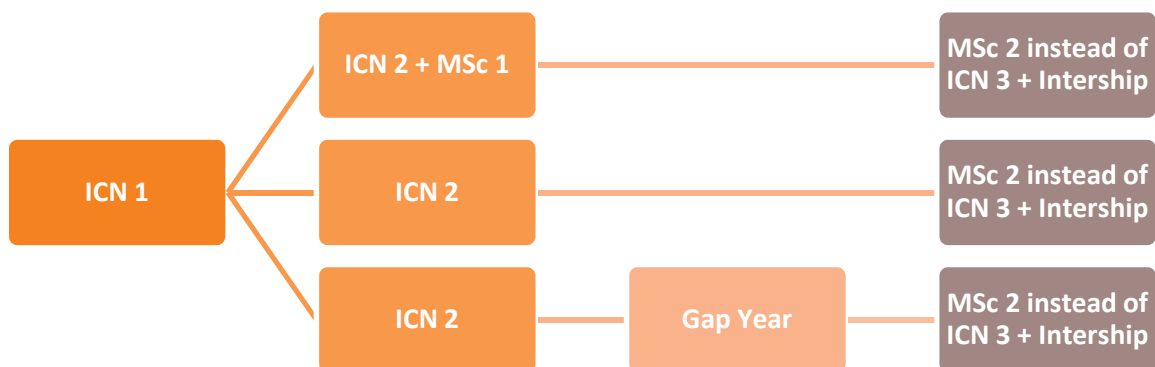 ICN 2 + MSc 1
MSc 2 instead of
ICN 3 + Intership
ICN 1
ICN 2
MSc 2 instead of
ICN 3 + Intership
ICN 2
Gap Year
MSc 2 instead of
ICN 3 + Intership